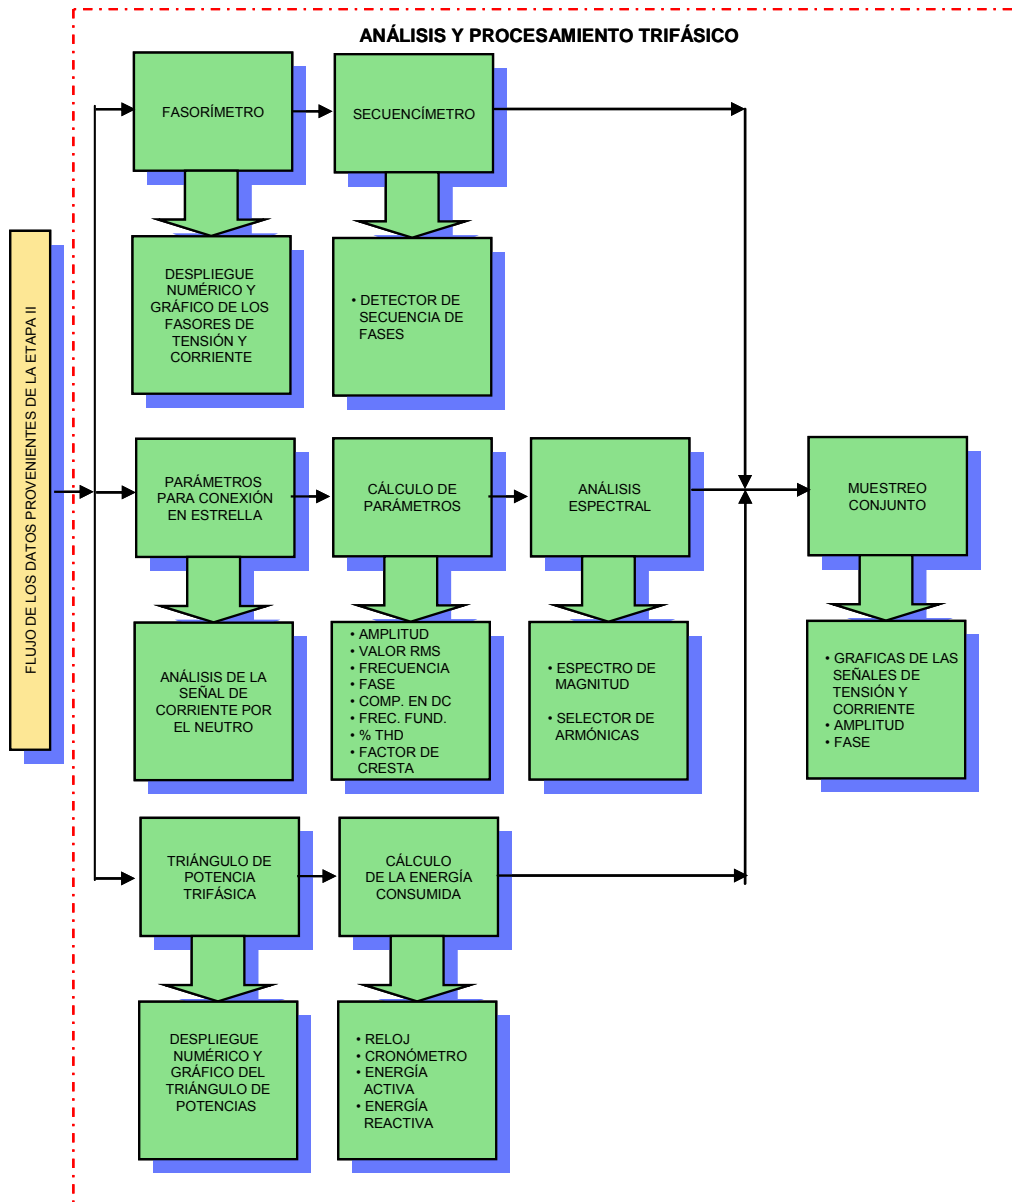 ANÁLISIS Y PROCESAMIENTO TRIFÁSICO
FLUJO DE LOS DATOS PROVENIENTES DE LA ETAPA II
FASORÍMETRO
SECUENCÍMETRO
DESPLIEGUE
NUMÉRICO Y
GRÁFICO DE LOS
FASORES DE
TENSIÓN Y
CORRIENTE
• DETECTOR DE
SECUENCIA DE
FASES
PARÁMETROS
PARA CONEXIÓN
EN ESTRELLA
CÁLCULO DE
PARÁMETROS
ANÁLISIS
ESPECTRAL
MUESTREO
CONJUNTO
ANÁLISIS DE LA
SEÑAL DE
CORRIENTE POR
EL NEUTRO
• AMPLITUD
• VALOR RMS
• FRECUENCIA
• FASE
• COMP. EN DC
• FREC. FUND.
• % THD
• FACTOR DE
CRESTA
• ESPECTRO DE
MAGNITUD
• SELECTOR DE
ARMÓNICAS
• GRAFICAS DE LAS
SEÑALES DE
TENSIÓN Y
CORRIENTE
• AMPLITUD
• FASE
TRIÁNGULO DE
POTENCIA
TRIFÁSICA
CÁLCULO
DE LA ENERGÍA
CONSUMIDA
DESPLIEGUE
NUMÉRICO Y
GRÁFICO DEL
TRIÁNGULO DE
POTENCIAS
• RELOJ
• CRONÓMETRO
• ENERGÍA
ACTIVA
• ENERGÍA
REACTIVA